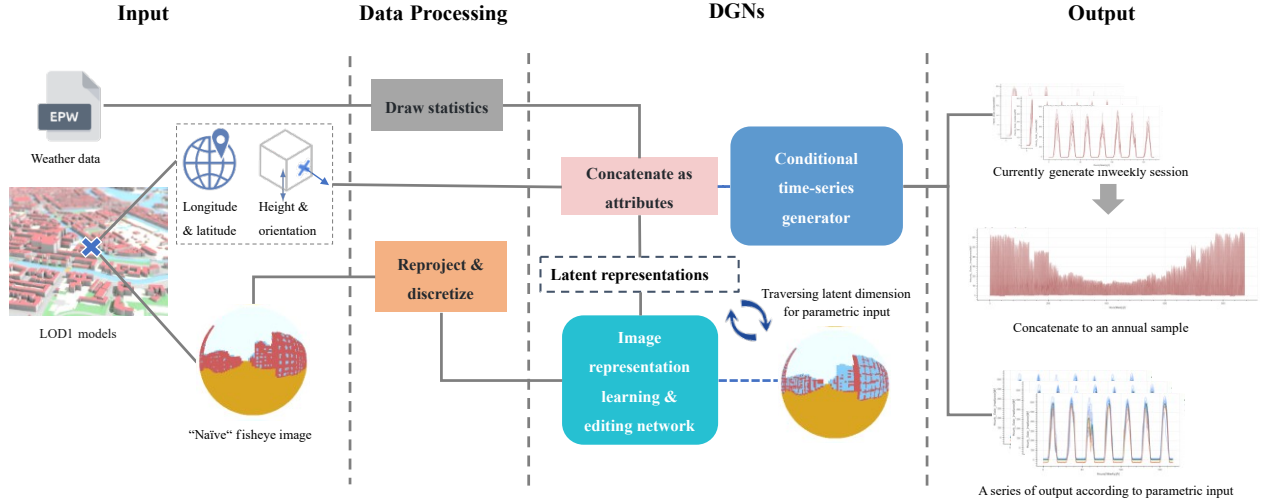 Input
Data Processing
DGNs
Output
EPW
Weather data
Draw statistics
Longitude
& latitude
Height &
orientation
Concatenate as
attributes
Conditional
time-series
generator
Currently generate inweekly session
LOD1 models
Reproject &
discretize
Latent representations
Traversing latent dimension
for parametric input
Concatenate to an annual sample
"Naïve" fisheye image
Image
representation
learning &
editing network
A series of output according to parametric input